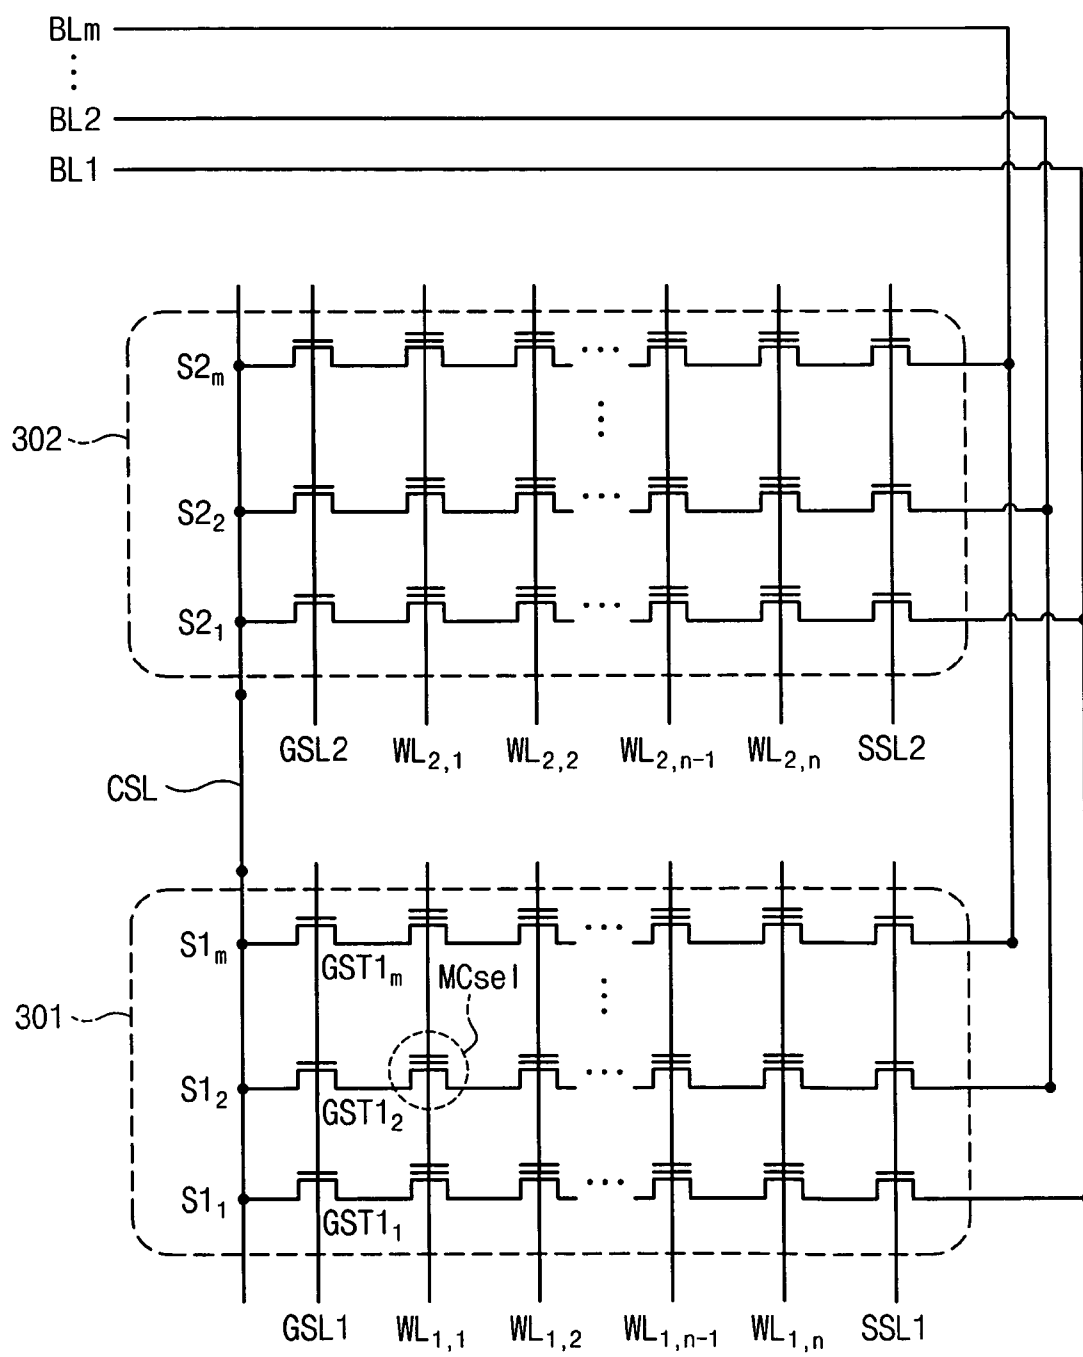 BLm
⋮
BL2
BL1
S2ₘ
⋯
⋮
302
S2₂
⋯
S2₁
⋯
GSL2 WL₂,₁ WL₂,₂ WL₂,ₙ₋₁ WL₂,ₙ SSL2
CSL
S1ₘ
⋯
GST1ₘ MCsel
⋮
301
S1₂
⋯
GST1₂
S1₁
⋯
GST1₁
GSL1 WL₁,₁ WL₁,₂ WL₁,ₙ₋₁ WL₁,ₙ SSL1